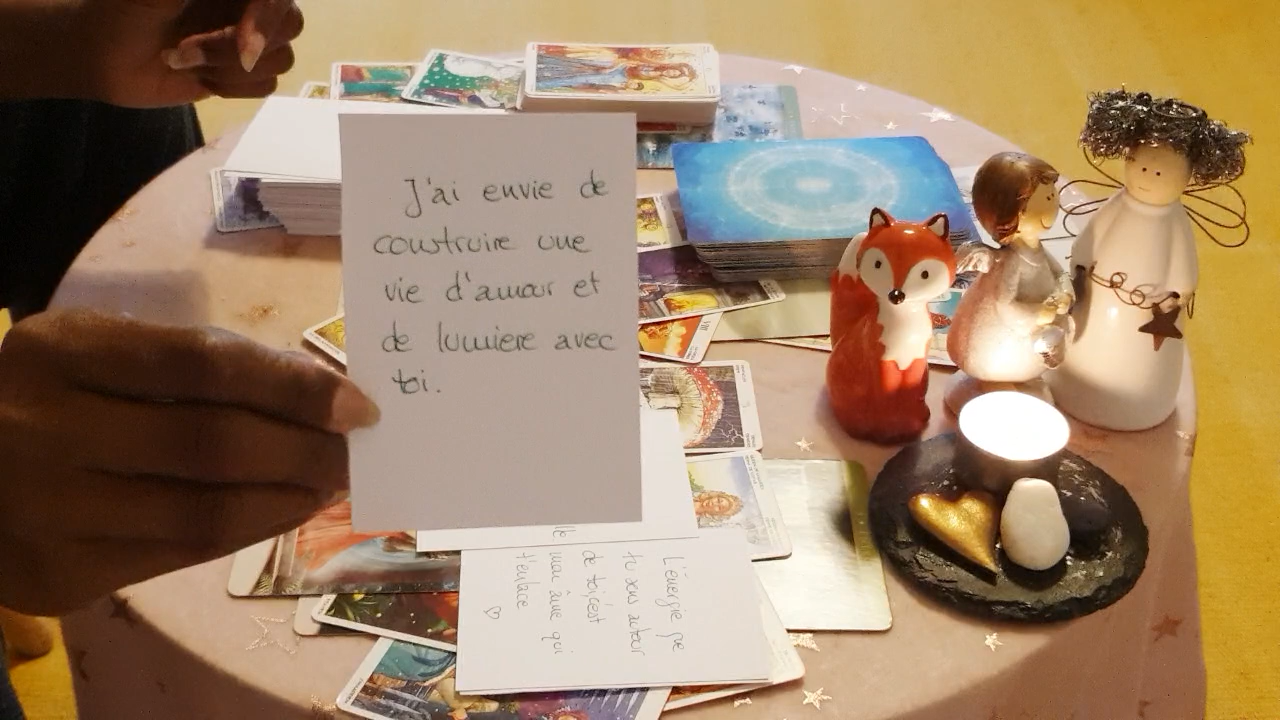 J'ai envie de
construire une
vie d'amour et
de lumière avec
toi.
L'énergie que
tu sens autour
de toi, c'est
mon âme qui
t'enlace ♡